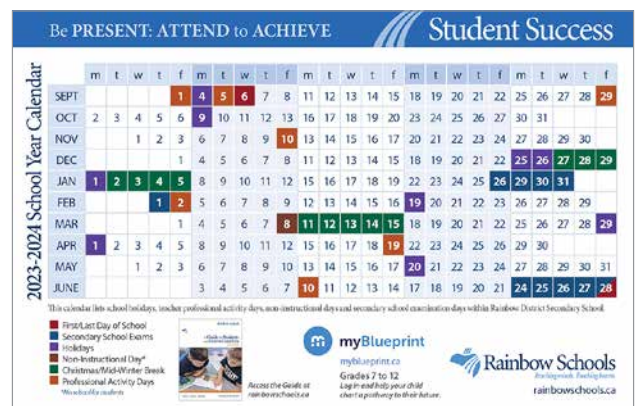 Be PRESENT: ATTEND to ACHIEVE
Student Success
2023-2024 School Year Calendar
m t w t f m t w t f m t w t f m t w t f m t w t f
SEPT 1 4 5 6 7 8 11 12 13 14 15 18 19 20 21 22 25 26 27 28 29
OCT 2 3 4 5 6 9 10 11 12 13 16 17 18 19 20 23 24 25 26 27 30 31
NOV 1 2 3 6 7 8 9 10 13 14 15 16 17 20 21 22 23 24 27 28 29 30
DEC 1 4 5 6 7 8 11 12 13 14 15 18 19 20 21 22 25 26 27 28 29
JAN 1 2 3 4 5 8 9 10 11 12 15 16 17 18 19 22 23 24 25 26 29 30 31
FEB 1 2 5 6 7 8 9 12 13 14 15 16 19 20 21 22 23 26 27 28 29
MAR 1 4 5 6 7 8 11 12 13 14 15 18 19 20 21 22 25 26 27 28 29
APR 1 2 3 4 5 8 9 10 11 12 15 16 17 18 19 22 23 24 25 26 29 30
MAY 1 2 3 6 7 8 9 10 13 14 15 16 17 20 21 22 23 24 27 28 29 30 31
JUNE 3 4 5 6 7 10 11 12 13 14 17 18 19 20 21 24 25 26 27 28
This calendar lists school holidays, teacher professional activity days, non-instructional days and secondary school examination days within Rainbow District Secondary School
First/Last Day of School
Secondary School Exams
Holidays
Non-Instructional Day*
Christmas/Mid-Winter Break
Professional Activity Days
*No school for students
Access the Guide at
rainbowschools.ca
m myBlueprint
myblueprint.ca
Grades 7 to 12
Log in and help your child
chart a pathway to their future.
Rainbow Schools
rainbowschools.ca